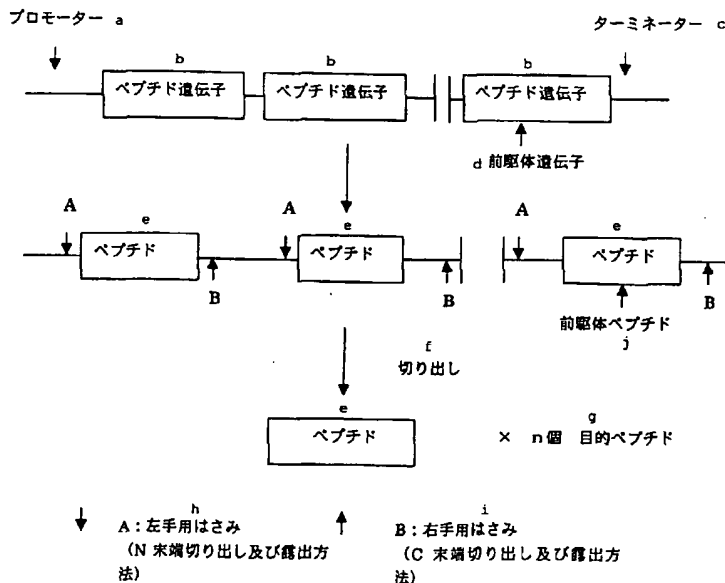 プロモーター a
ターミネーター c
b
b
b
ペプチド遺伝子
ペプチド遺伝子
ペプチド遺伝子
d 前駆体遺伝子
A
A
A
e
e
e
ペプチド
ペプチド
ペプチド
B
B
B
前駆体ペプチド
j
f
切り出し
e
ペプチド
g
× n個 目的ペプチド
h
A：左手用はさみ
（N 末端切り出し及び露出方
法）
i
B：右手用はさみ
（C 末端切り出し及び露出方
法）